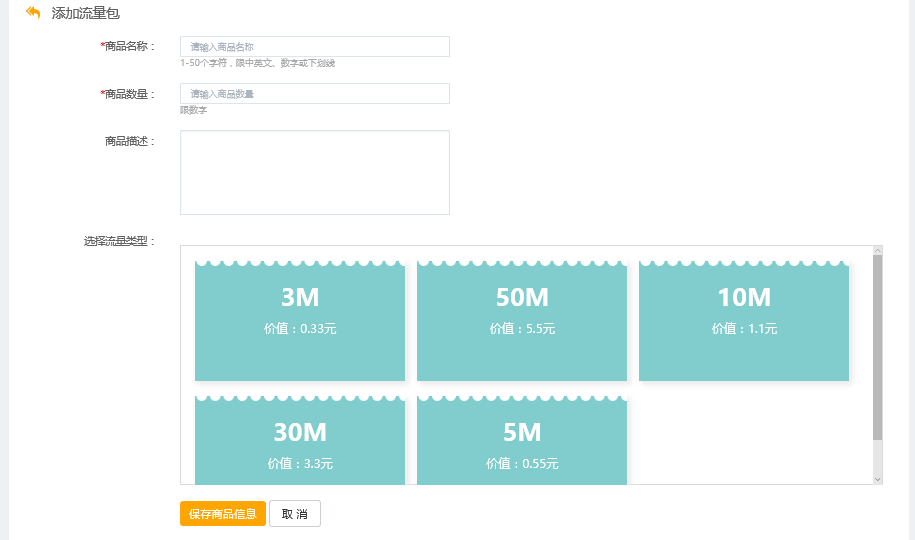 添加流量包
*商品名称：
请输入商品名称
1-50个字符，限中英文、数字或下划线
*商品数量：
请输入商品数量
限数字
商品描述：
选择流量类型：
3M
价值：0.33元
50M
价值：5.5元
10M
价值：1.1元
30M
价值：3.3元
5M
价值：0.55元
保存商品信息
取 消